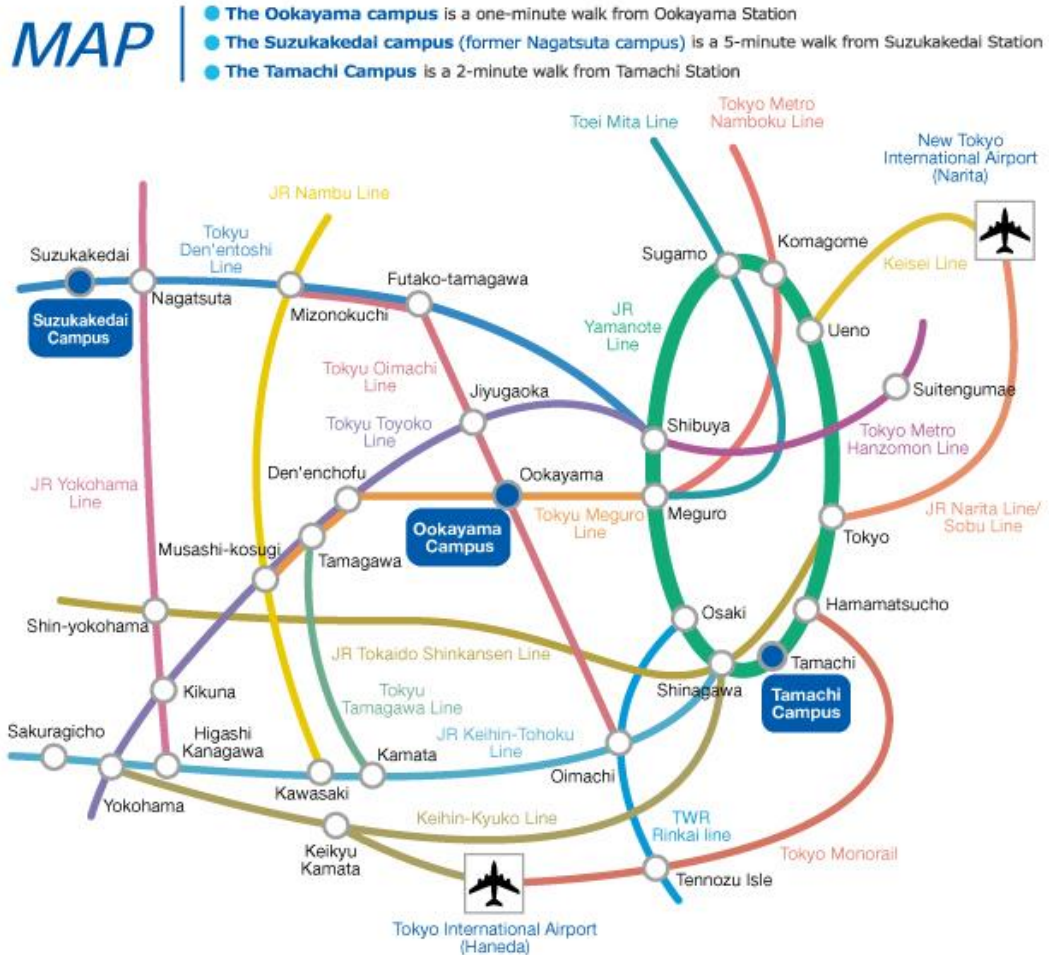 MAP
The Ookayama campus is a one-minute walk from Ookayama Station
The Suzukakedai campus (former Nagatsuta campus) is a 5-minute walk from Suzukakedai Station
The Tamachi Campus is a 2-minute walk from Tamachi Station
Toei Mita Line
Tokyo Metro
Namboku Line
New Tokyo
International Airport
(Narita)
JR Nambu Line
Tokyu
Den'entoshi
Line
Suzukakedai
Nagatsuta
Suzukakedai
Campus
Mizonokuchi
Futako-tamagawa
Sugamo
Komagome
Keisei Line
JR
Yamanote
Line
Ueno
Tokyu Oimachi
Line
Jiyugaoka
Tokyu Toyoko
Line
Shibuya
Suitengumae
Tokyo Metro
Hanzomon Line
JR Yokohama
Line
Den'enchofu
Ookayama
Ookayama
Campus
Tokyu Meguro
Line
Meguro
JR Narita Line/
Sobu Line
Tokyo
Musashi-kosugi
Tamagawa
Shin-yokohama
Osaki
Hamamatsucho
JR Tokaido Shinkansen Line
Shinagawa
Tamachi
Tamachi
Campus
Kikuna
Tokyu
Tamagawa Line
Sakuragicho
Higashi
Kanagawa
JR Keihin-Tohoku
Line
Kamata
Oimachi
Yokohama
Kawasaki
Keihin-Kyuko Line
TWR
Rinkai line
Keikyu
Kamata
Tokyo Monorail
Tennozu Isle
Tokyo International Airport
(Haneda)